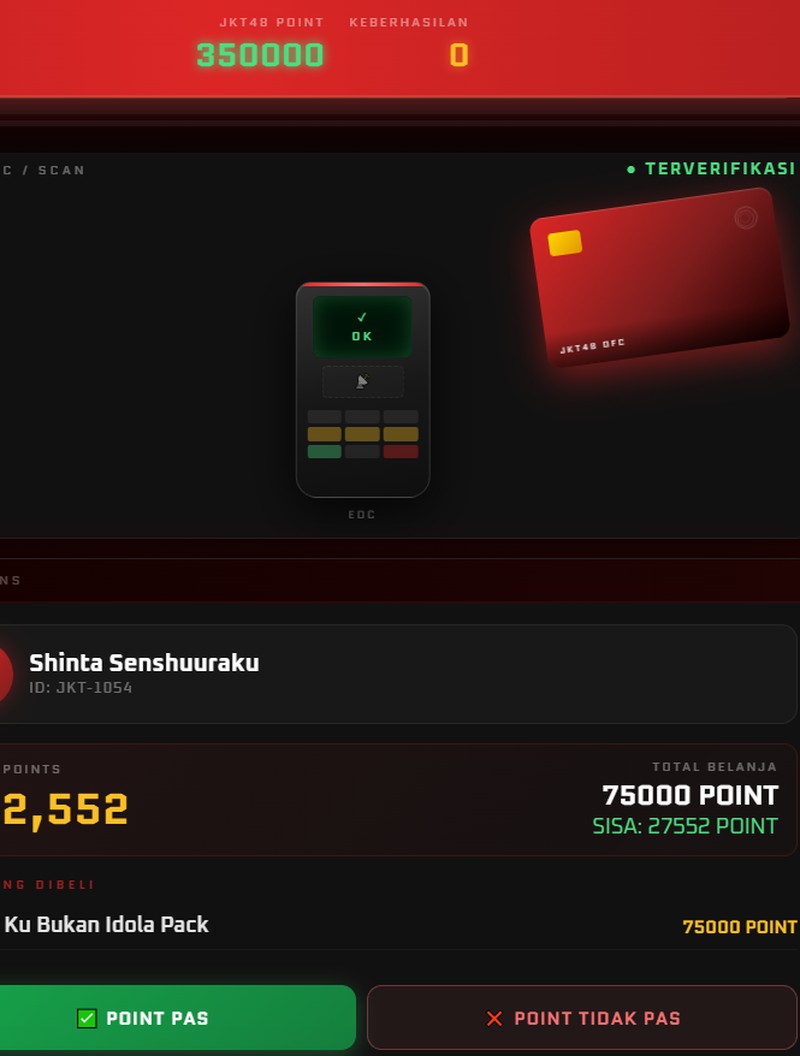 JKT48 POINT KEBERHASILAN
350000 0
C / SCAN
• TERVERIFIKASI
JKT48 OFC
✓
OK
EDC
NS
Shinta Senshuuraku
ID: JKT-1054
POINTS
2,552
TOTAL BELANJA
75000 POINT
SISA: 27552 POINT
NG DIBELI
Ku Bukan Idola Pack
75000 POINT
✅ POINT PAS
❌ POINT TIDAK PAS